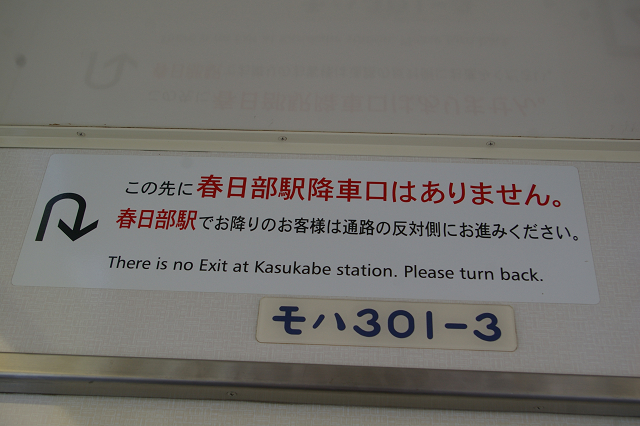 この先に春日部駅降車口はありません。
春日部駅でお降りのお客様は通路の反対側にお進みください。
There is no Exit at Kasukabe station. Please turn back.
モハ301-3